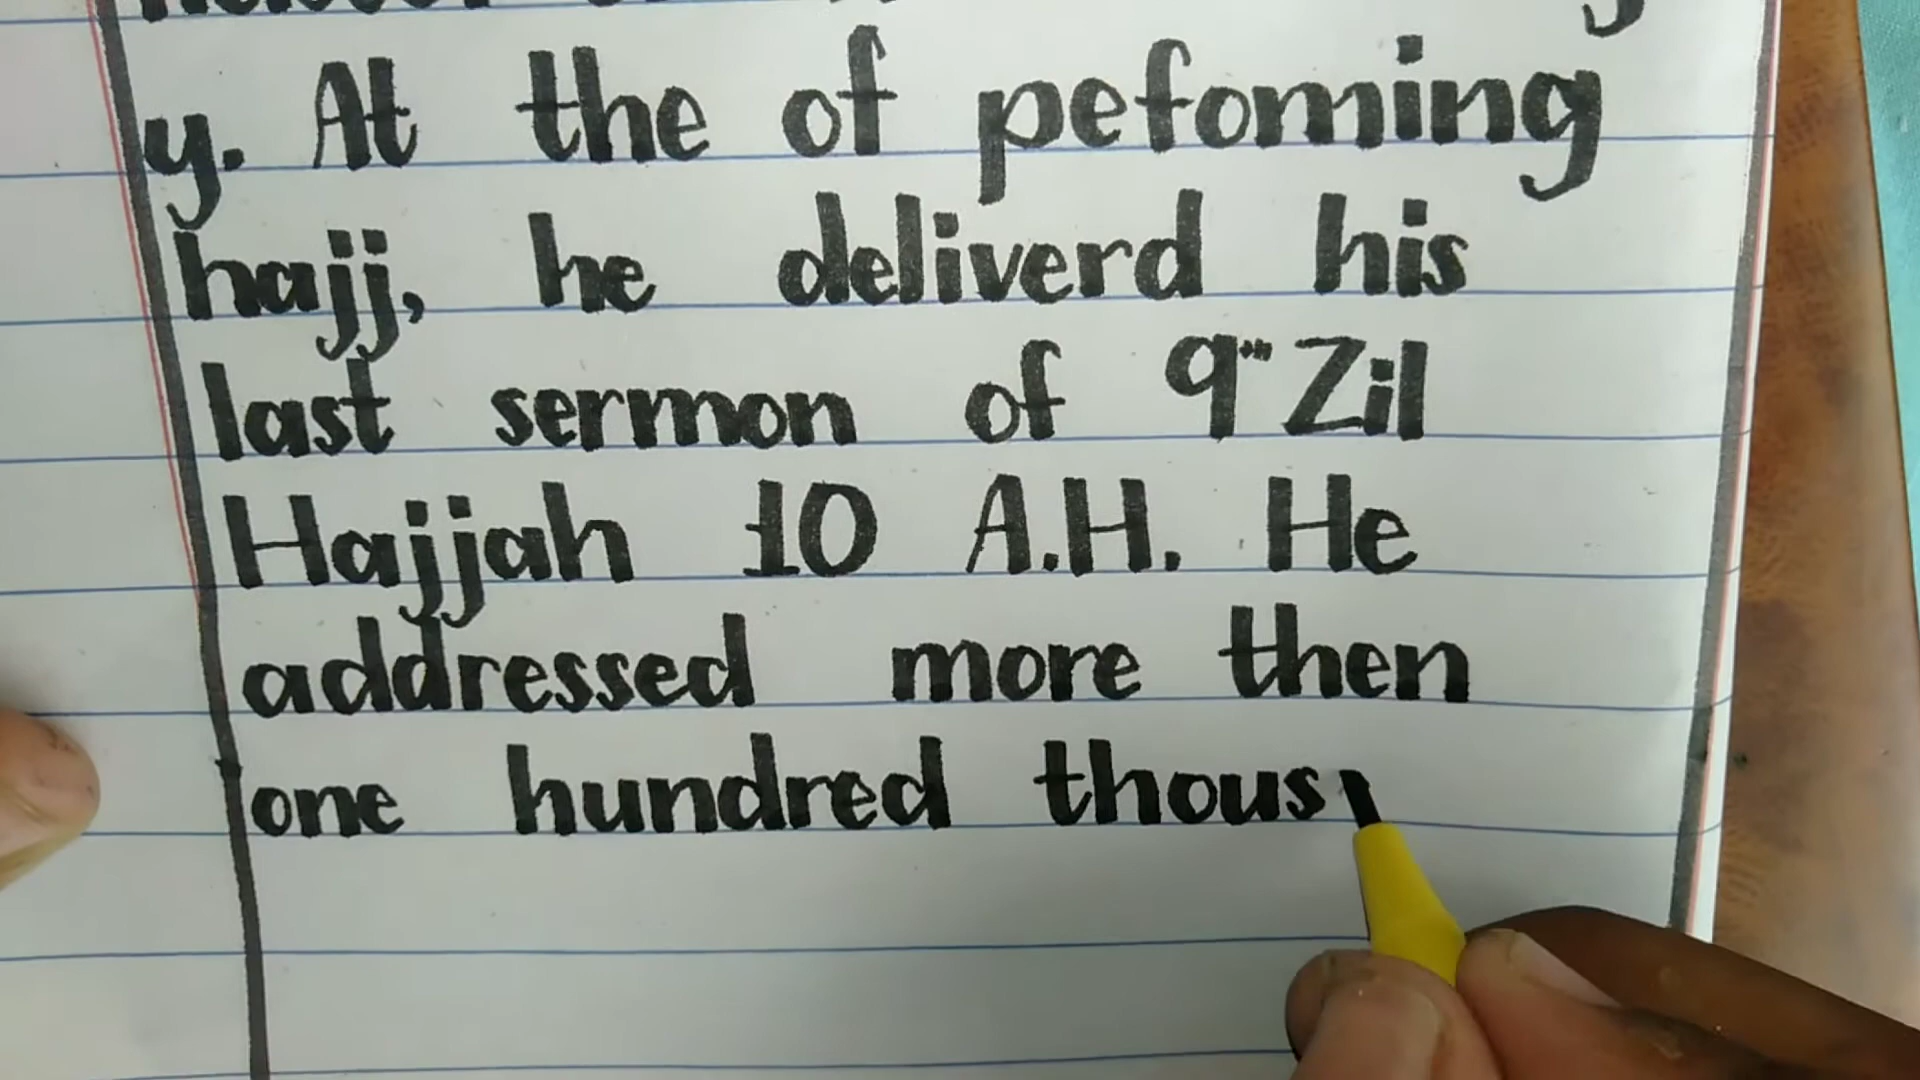 y. At the of pefoming
hajj, he deliverd his
last sermon of 9th Zil
Hajjah 10 A.H. He
addressed more then
one hundred thous